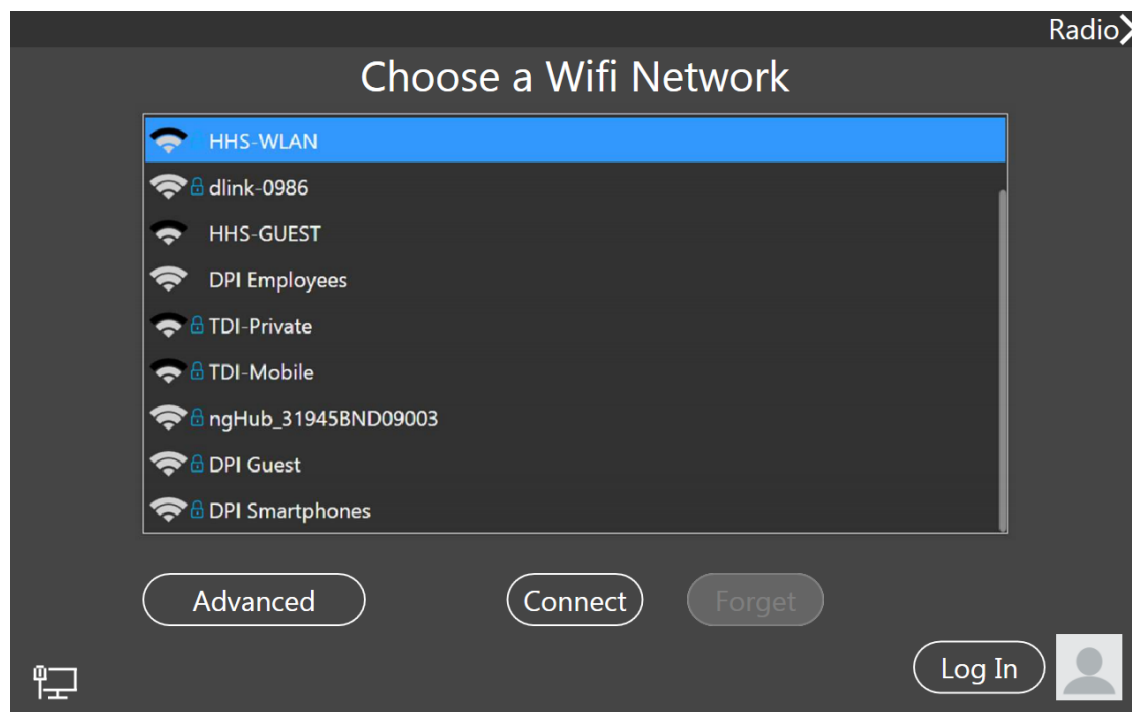 Radio
Choose a Wifi Network
HHS-WLAN
dlink-0986
HHS-GUEST
DPI Employees
TDI-Private
TDI-Mobile
ngHub_31945BND09003
DPI Guest
DPI Smartphones
Advanced
Connect
Forget
Log In